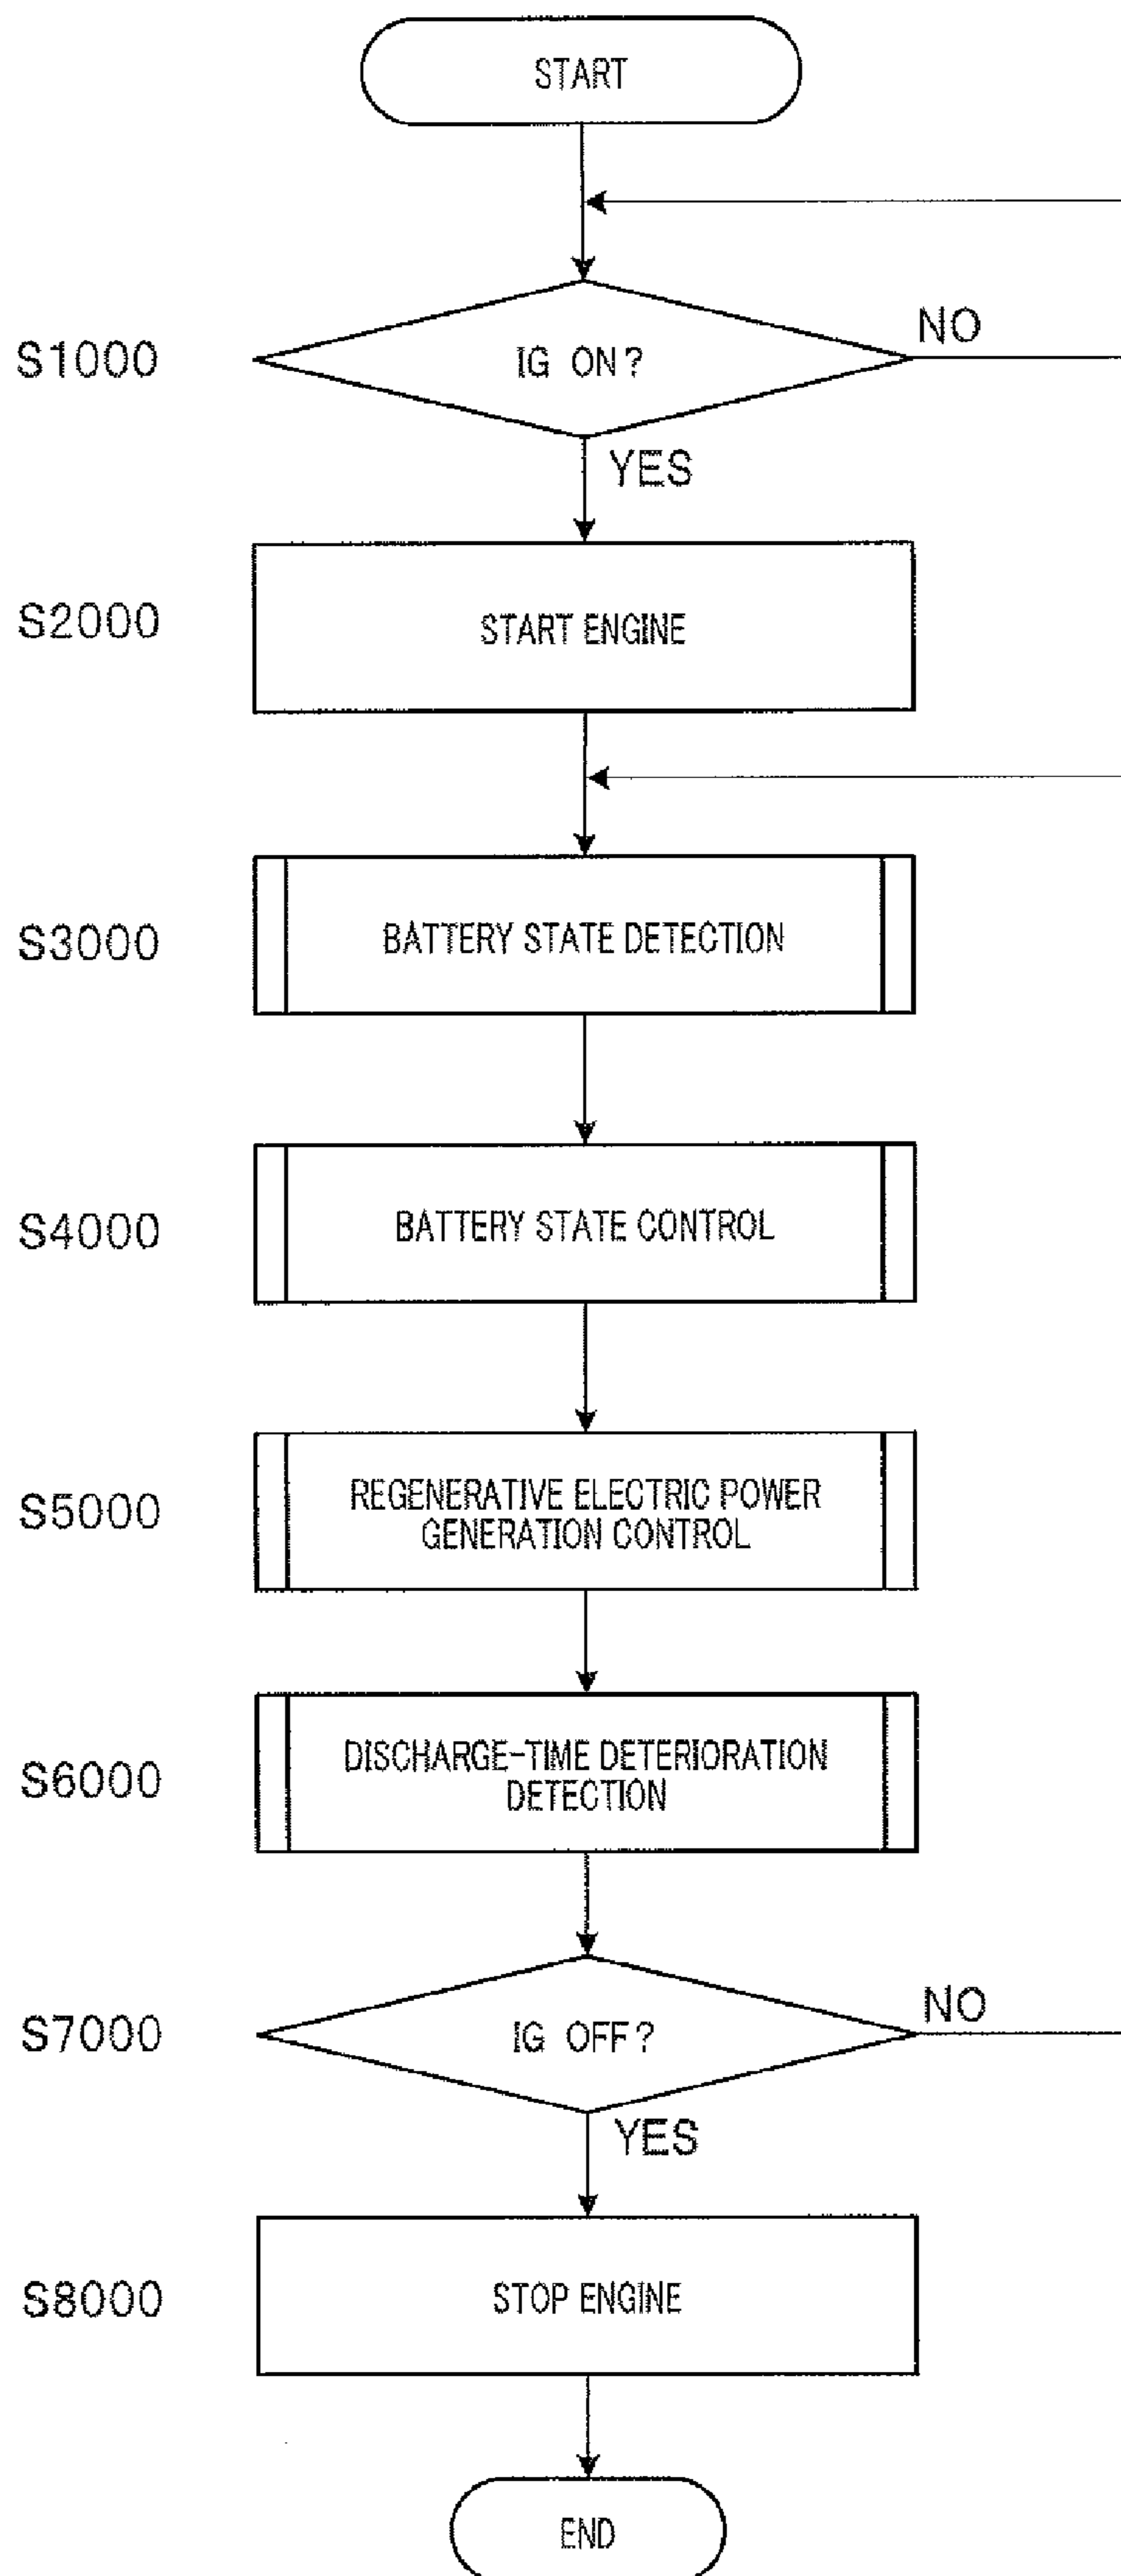 START
S1000
IG ON?
NO
YES
S2000
START ENGINE
S3000
BATTERY STATE DETECTION
S4000
BATTERY STATE CONTROL
S5000
REGENERATIVE ELECTRIC POWER
GENERATION CONTROL
S6000
DISCHARGE-TIME DETERIORATION
DETECTION
S7000
IG OFF?
NO
YES
S8000
STOP ENGINE
END